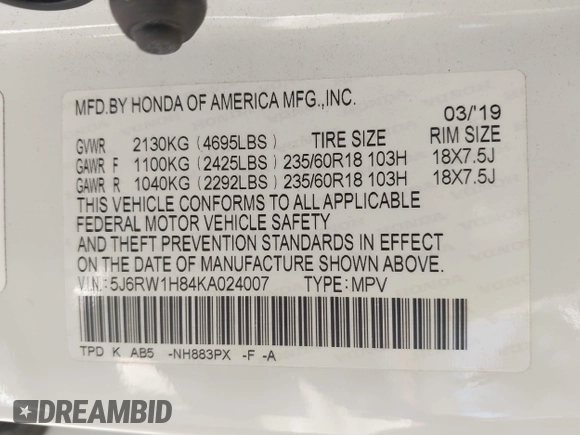 MFD.BY HONDA OF AMERICA MFG.,INC.
03/'19
GVWR 2130KG (4695LBS) TIRE SIZE RIM SIZE
GAWR F 1100KG (2425LBS) 235/60R18 103H 18X7.5J
GAWR R 1040KG (2292LBS) 235/60R18 103H 18X7.5J
THIS VEHICLE CONFORMS TO ALL APPLICABLE
FEDERAL MOTOR VEHICLE SAFETY
AND THEFT PREVENTION STANDARDS IN EFFECT
ON THE DATE OF MANUFACTURE SHOWN ABOVE.
V.I.N.:5J6RW1H84KA024007 TYPE:MPV
TPD K AB5 -NH883PX -F -A
DREAMBID